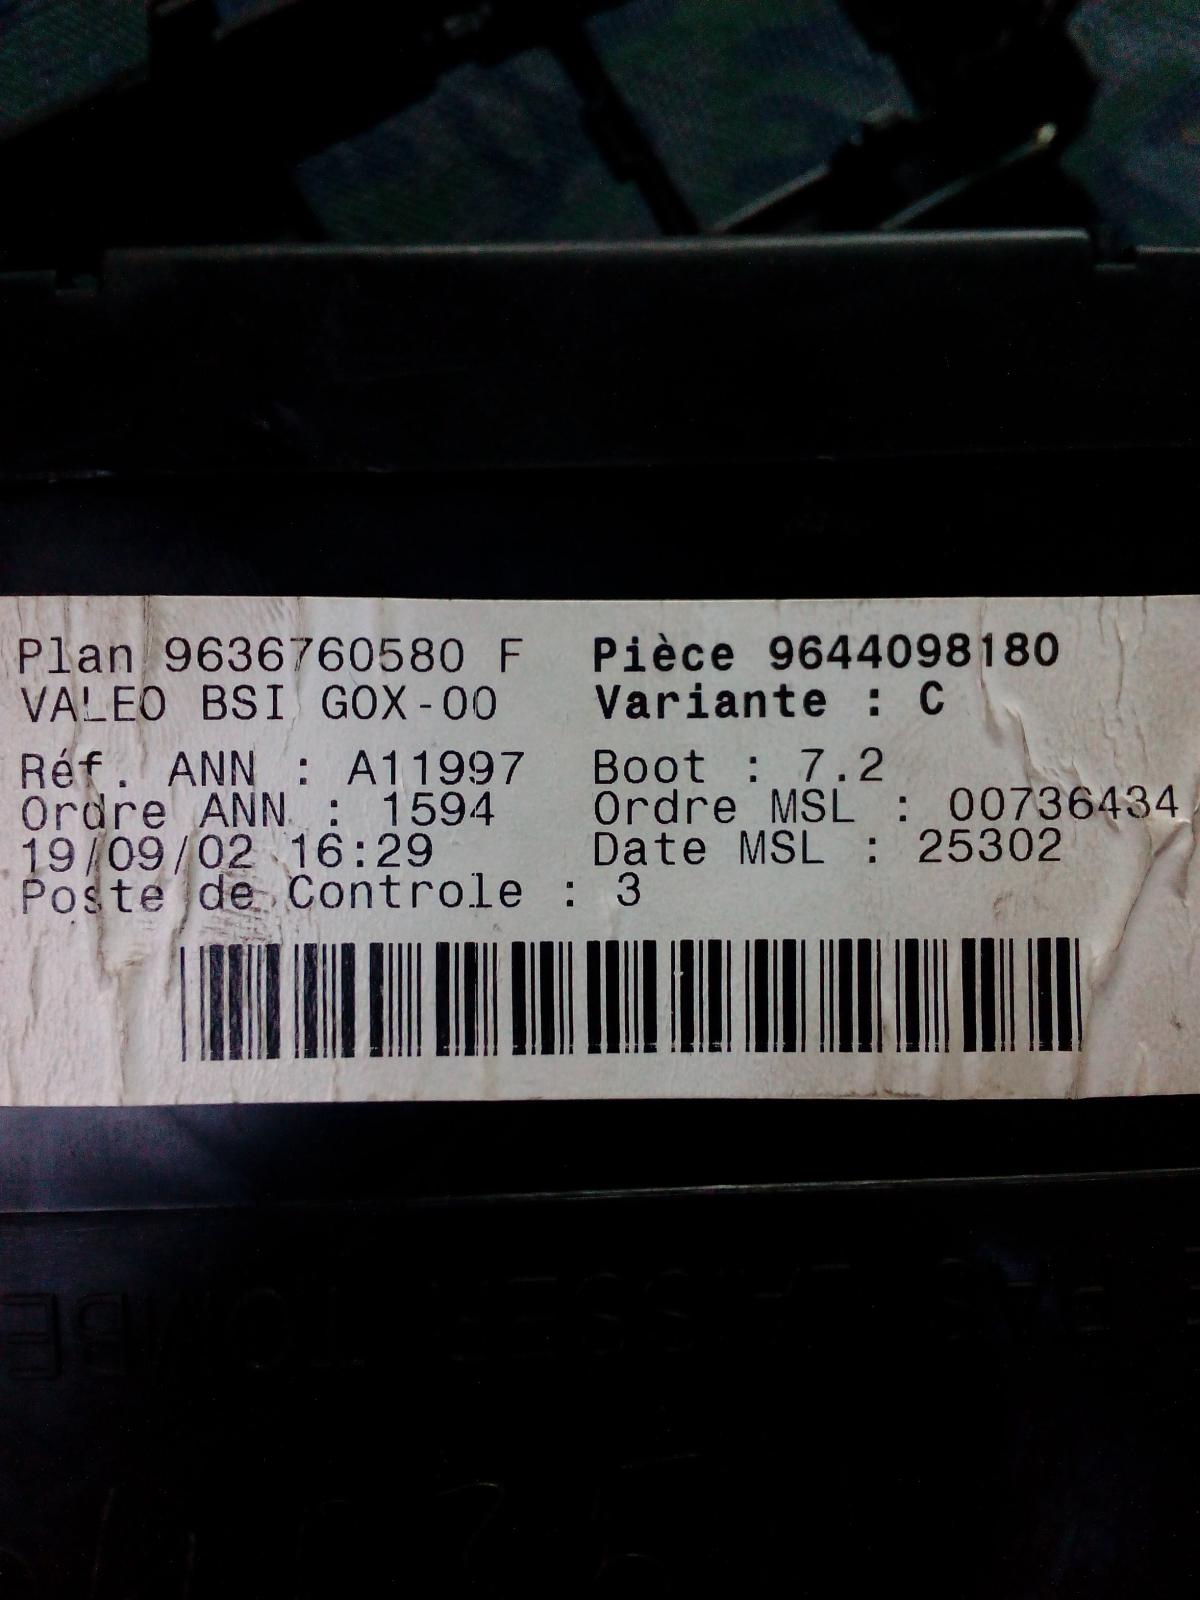 Plan 9636760580 F Pièce 9644098180
VALEO BSI GOX-00 Variante : C
Réf. ANN : A11997 Boot : 7.2
Ordre ANN : 1594 Ordre MSL : 00736434
19/09/02 16:29 Date MSL : 25302
Poste de Controle : 3